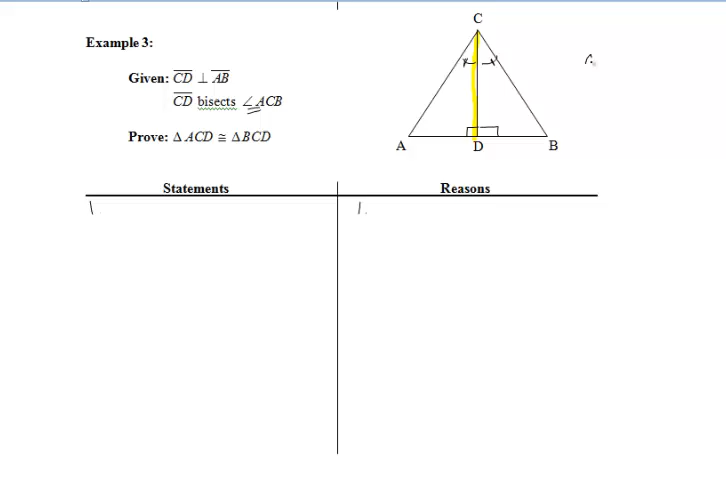 C
Example 3:
Given: CD ⊥ AB
CD bisects ∠ACB
Prove: ΔACD ≅ ΔBCD
A D B
Statements Reasons
1. 1.